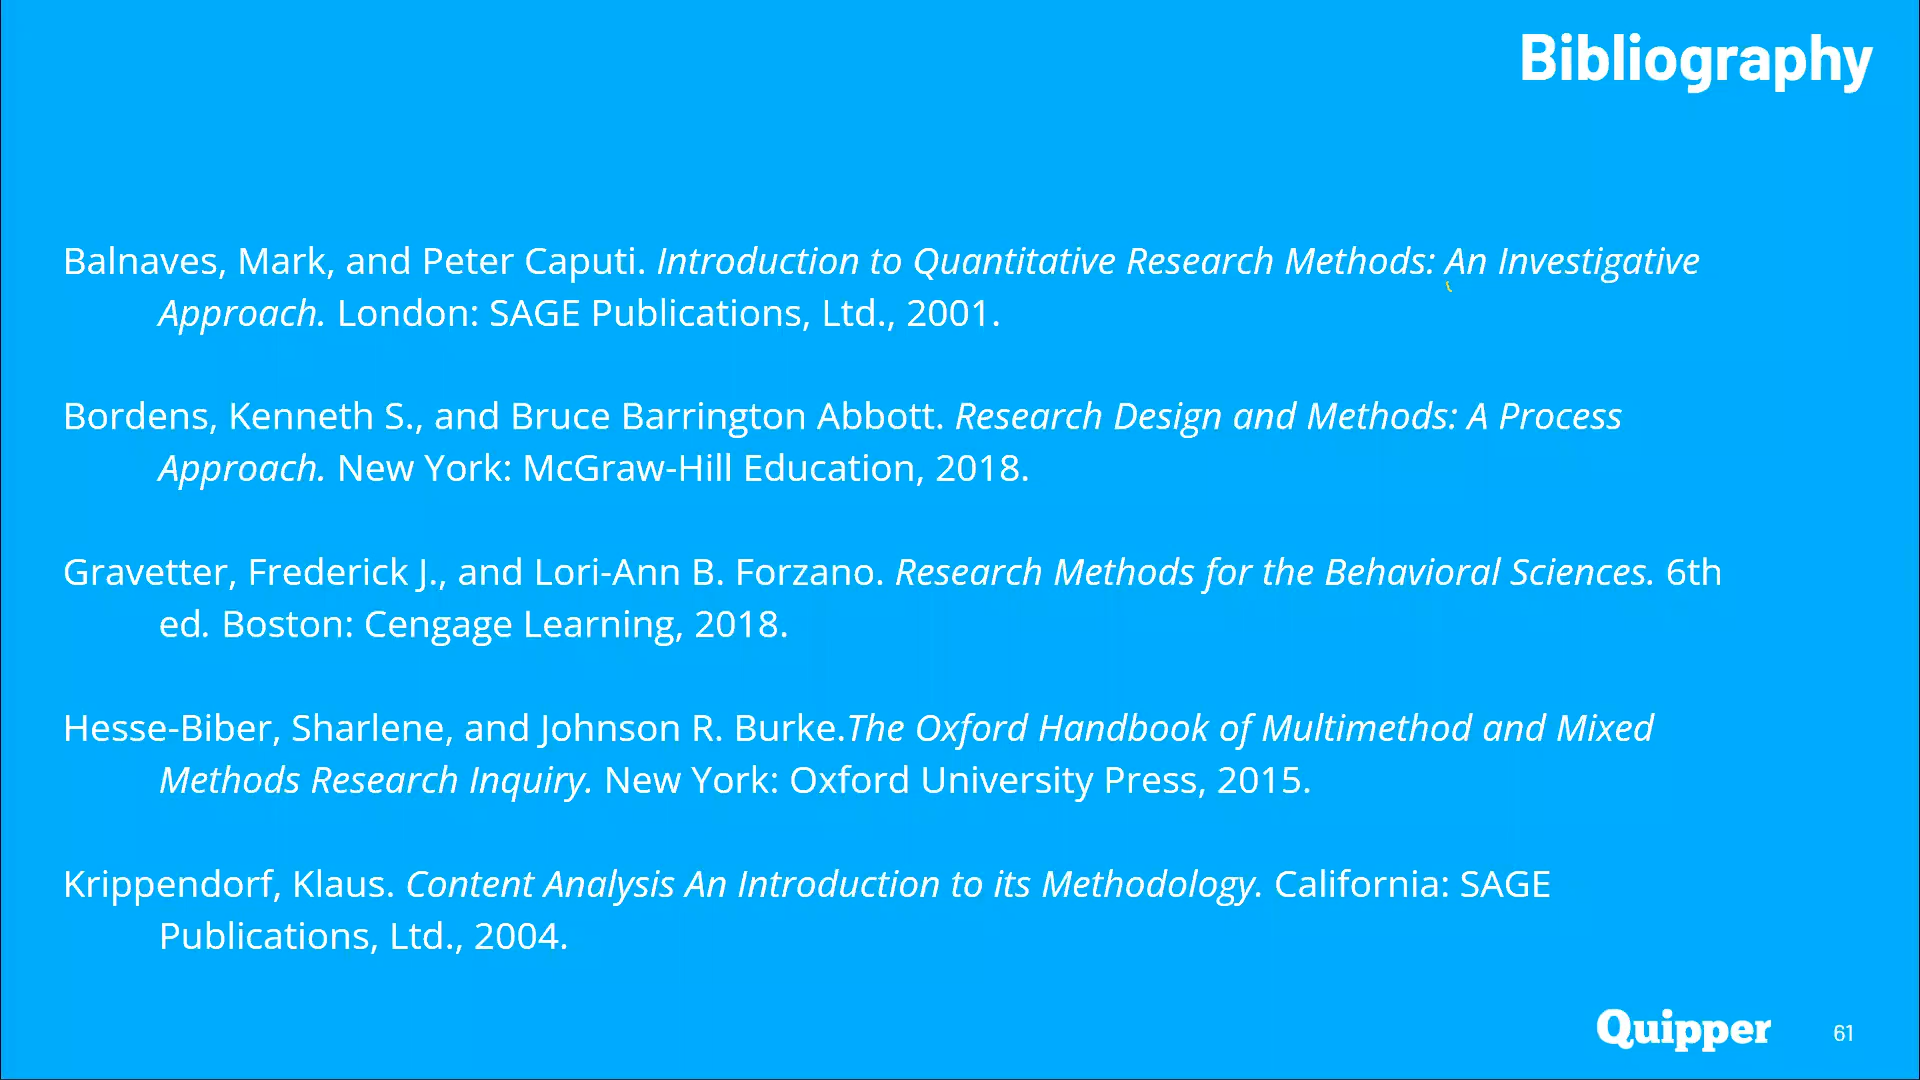 Bibliography
Balnaves, Mark, and Peter Caputi. Introduction to Quantitative Research Methods: An Investigative
Approach. London: SAGE Publications, Ltd., 2001.
Bordens, Kenneth S., and Bruce Barrington Abbott. Research Design and Methods: A Process
Approach. New York: McGraw-Hill Education, 2018.
Gravetter, Frederick J., and Lori-Ann B. Forzano. Research Methods for the Behavioral Sciences. 6th
ed. Boston: Cengage Learning, 2018.
Hesse-Biber, Sharlene, and Johnson R. Burke.The Oxford Handbook of Multimethod and Mixed
Methods Research Inquiry. New York: Oxford University Press, 2015.
Krippendorf, Klaus. Content Analysis An Introduction to its Methodology. California: SAGE
Publications, Ltd., 2004.
Quipper 61